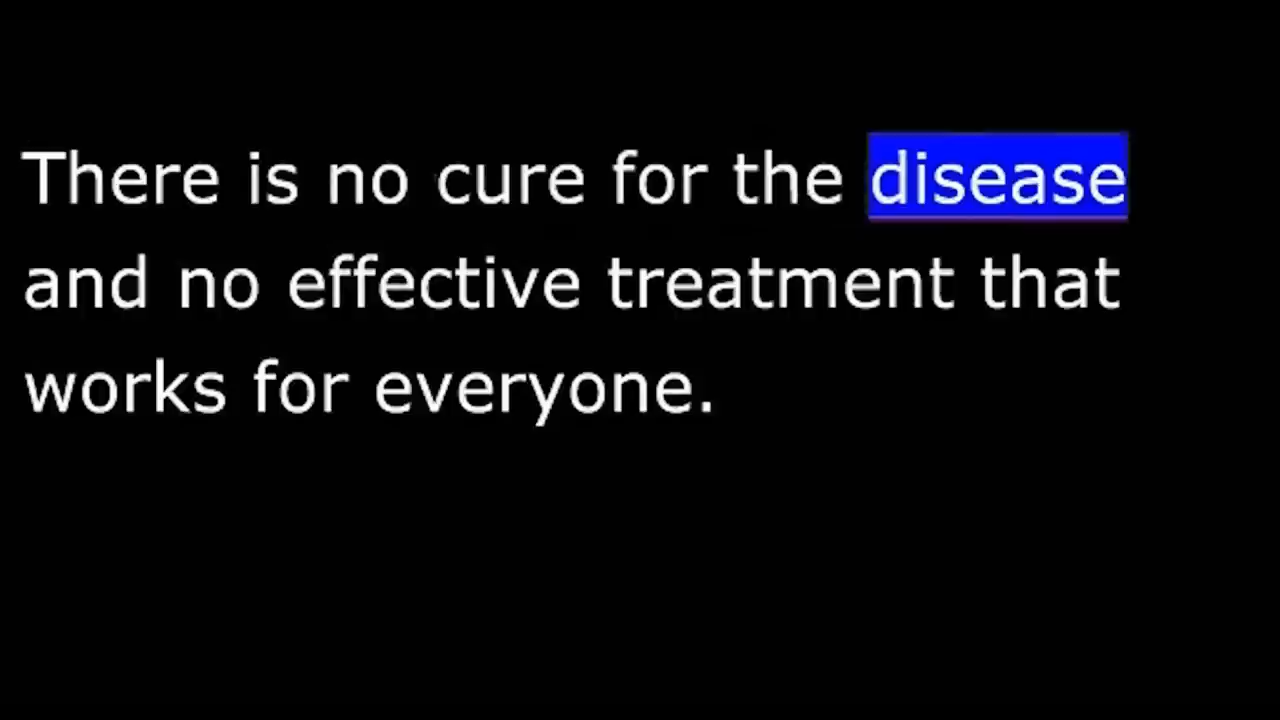 There is no cure for the disease
and no effective treatment that
works for everyone.